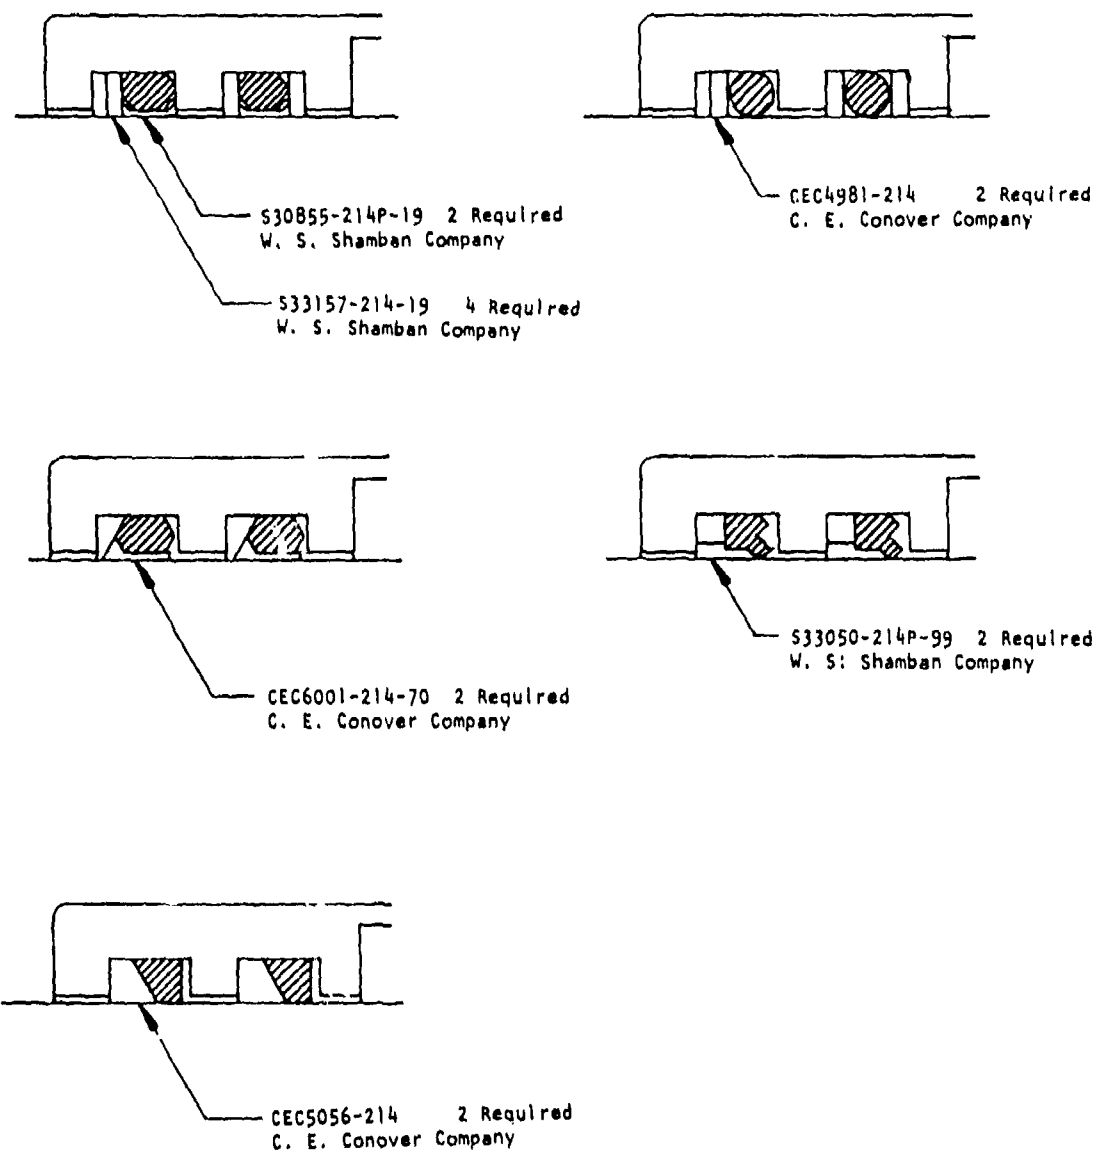 S30855-214P-19 2 Required
W. S. Shamban Company
S33157-214-19 4 Required
W. S. Shamban Company
CEC4981-214 2 Required
C. E. Conover Company
CEC6001-214-70 2 Required
C. E. Conover Company
S33050-214P-99 2 Required
W. S: Shamban Company
CEC5056-214 2 Required
C. E. Conover Company